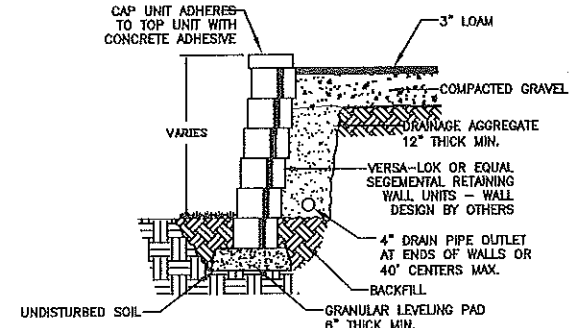 CAP UNIT ADHERES
TO TOP UNIT WITH
CONCRETE ADHESIVE
3" LOAM
COMPACTED GRAVEL
DRAINAGE AGGREGATE
12" THICK MIN.
VARIES
VERSA-LOK OR EQUAL
SEGEMENTAL RETAINING
WALL UNITS - WALL
DESIGN BY OTHERS
4" DRAIN PIPE OUTLET
AT ENDS OF WALLS OR
40' CENTERS MAX.
BACKFILL
UNDISTURBED SOIL
GRANULAR LEVELING PAD
6" THICK MIN.